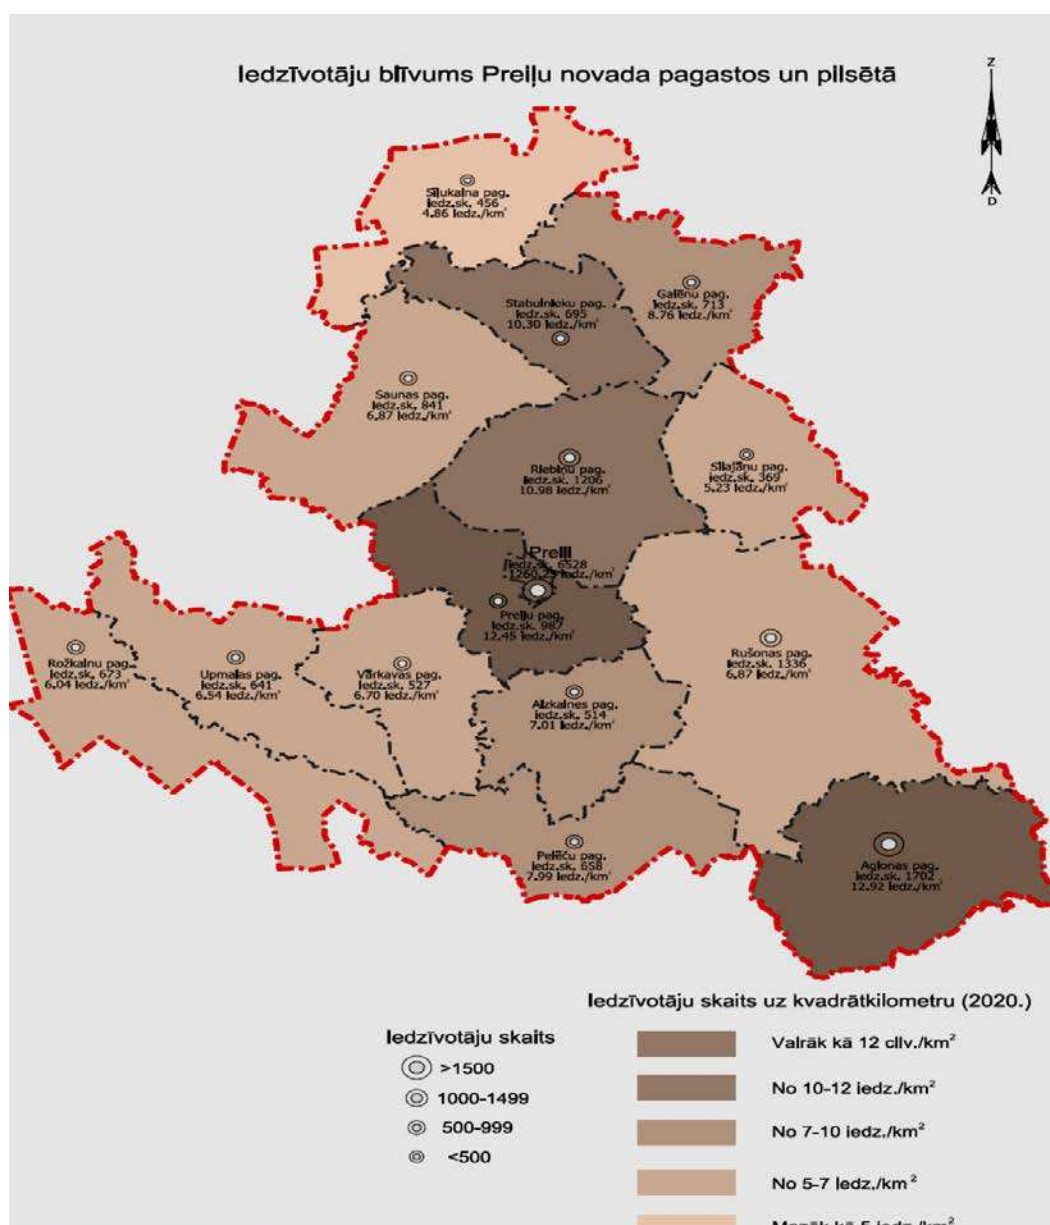 Iedzīvotāju blīvums Preiļu novada pagastos un pilsētā
Z
D
Sīļukalna pag.
iedz.sk. 456
4.86 iedz./km²
Galēnu pag.
iedz.sk. 713
8.76 iedz./km²
Stabulnieku pag.
iedz.sk. 695
10.30 iedz./km²
Saunas pag.
iedz.sk. 841
6.87 iedz./km²
Riebiņu pag.
iedz.sk. 1206
10.98 iedz./km²
Sīļajāņu pag.
iedz.sk. 369
5.23 iedz./km²
Preiļi
iedz.sk. 6528
iedz./km²
Preiļu pag.
iedz.sk. 987
12.45 iedz./km²
Rušonas pag.
iedz.sk. 1336
6.87 iedz./km²
Rožkalnu pag.
iedz.sk. 673
6.04 iedz./km²
Upmalas pag.
iedz.sk. 641
6.54 iedz./km²
Vārkavas pag.
iedz.sk. 527
6.70 iedz./km²
Aizkalnes pag.
iedz.sk. 514
7.01 iedz./km²
Pelēču pag.
iedz.sk. 658
7.99 iedz./km²
Aglonas pag.
iedz.sk. 1702
12.92 iedz./km²
Iedzīvotāju skaits uz kvadrātkilometru (2020.)
Iedzīvotāju skaits
>1500
1000-1499
500-999
<500
Vairāk kā 12 cilv./km²
No 10-12 iedz./km²
No 7-10 iedz./km²
No 5-7 iedz./km²
Mazāk kā 5 iedz./km²